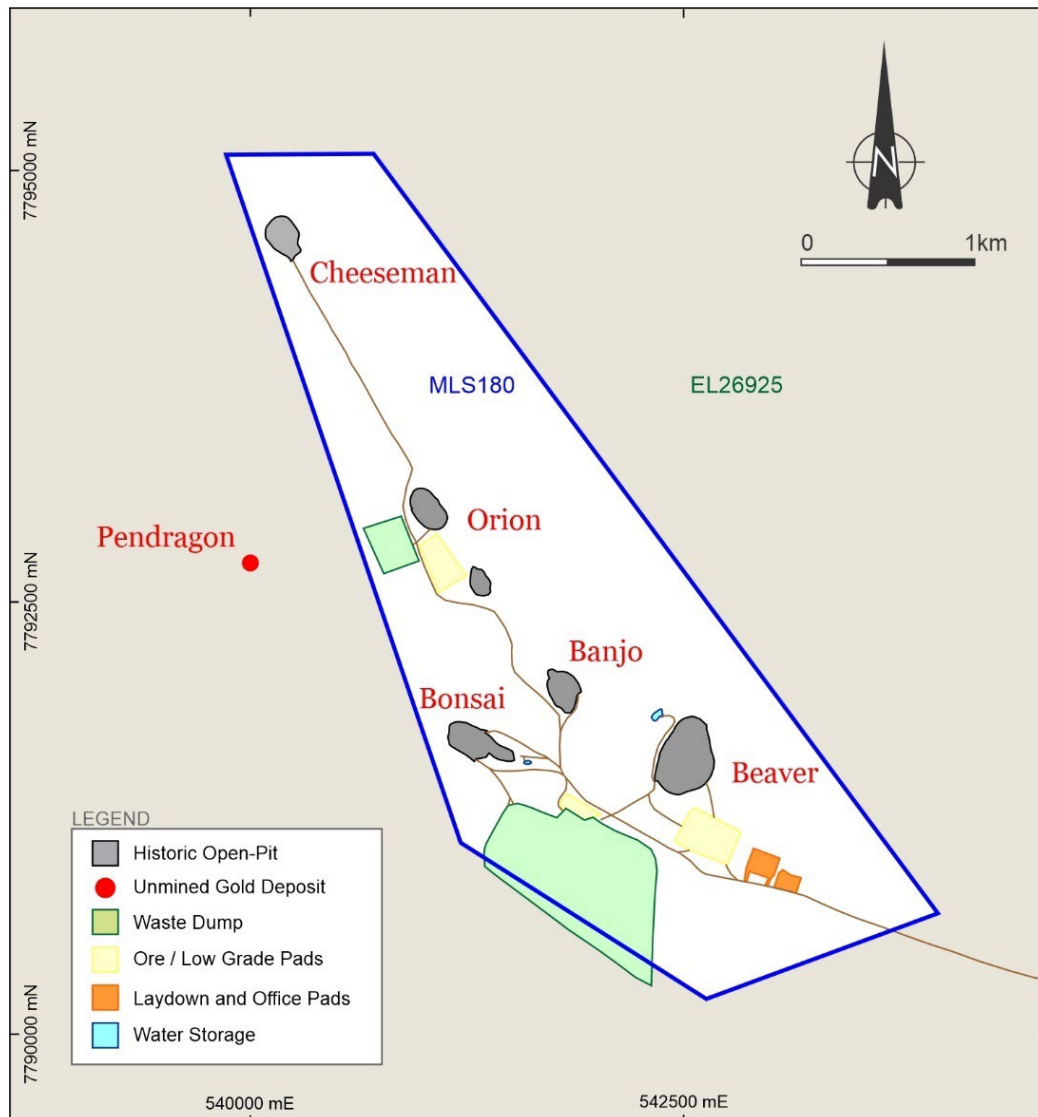 7795000 mN
N
0 1km
Cheeseman
MLS180
EL26925
Orion
Pendragon
7792500 mN
Banjo
Bonsai
Beaver
LEGEND
Historic Open-Pit
Unmined Gold Deposit
Waste Dump
Ore / Low Grade Pads
Laydown and Office Pads
Water Storage
7790000 mN
540000 mE
542500 mE